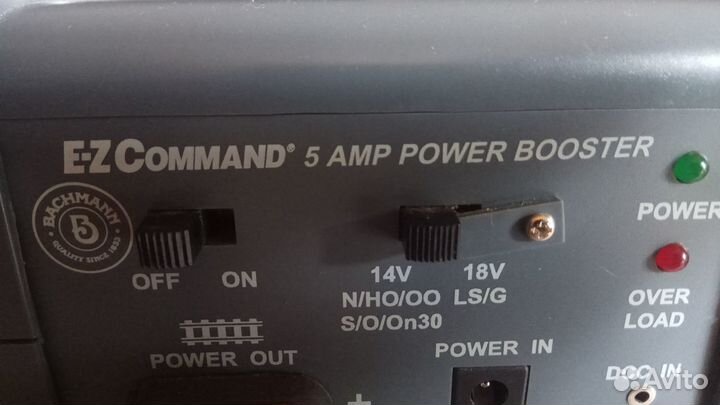 E-Z COMMAND® 5 AMP POWER BOOSTER
BACHMANN
B
QUALITY SINCE 1833
OFF ON
14V 18V
N/HO/OO LS/G
S/O/On30
POWER
OVER
LOAD
POWER OUT
POWER IN
DCC IN
+
Avito